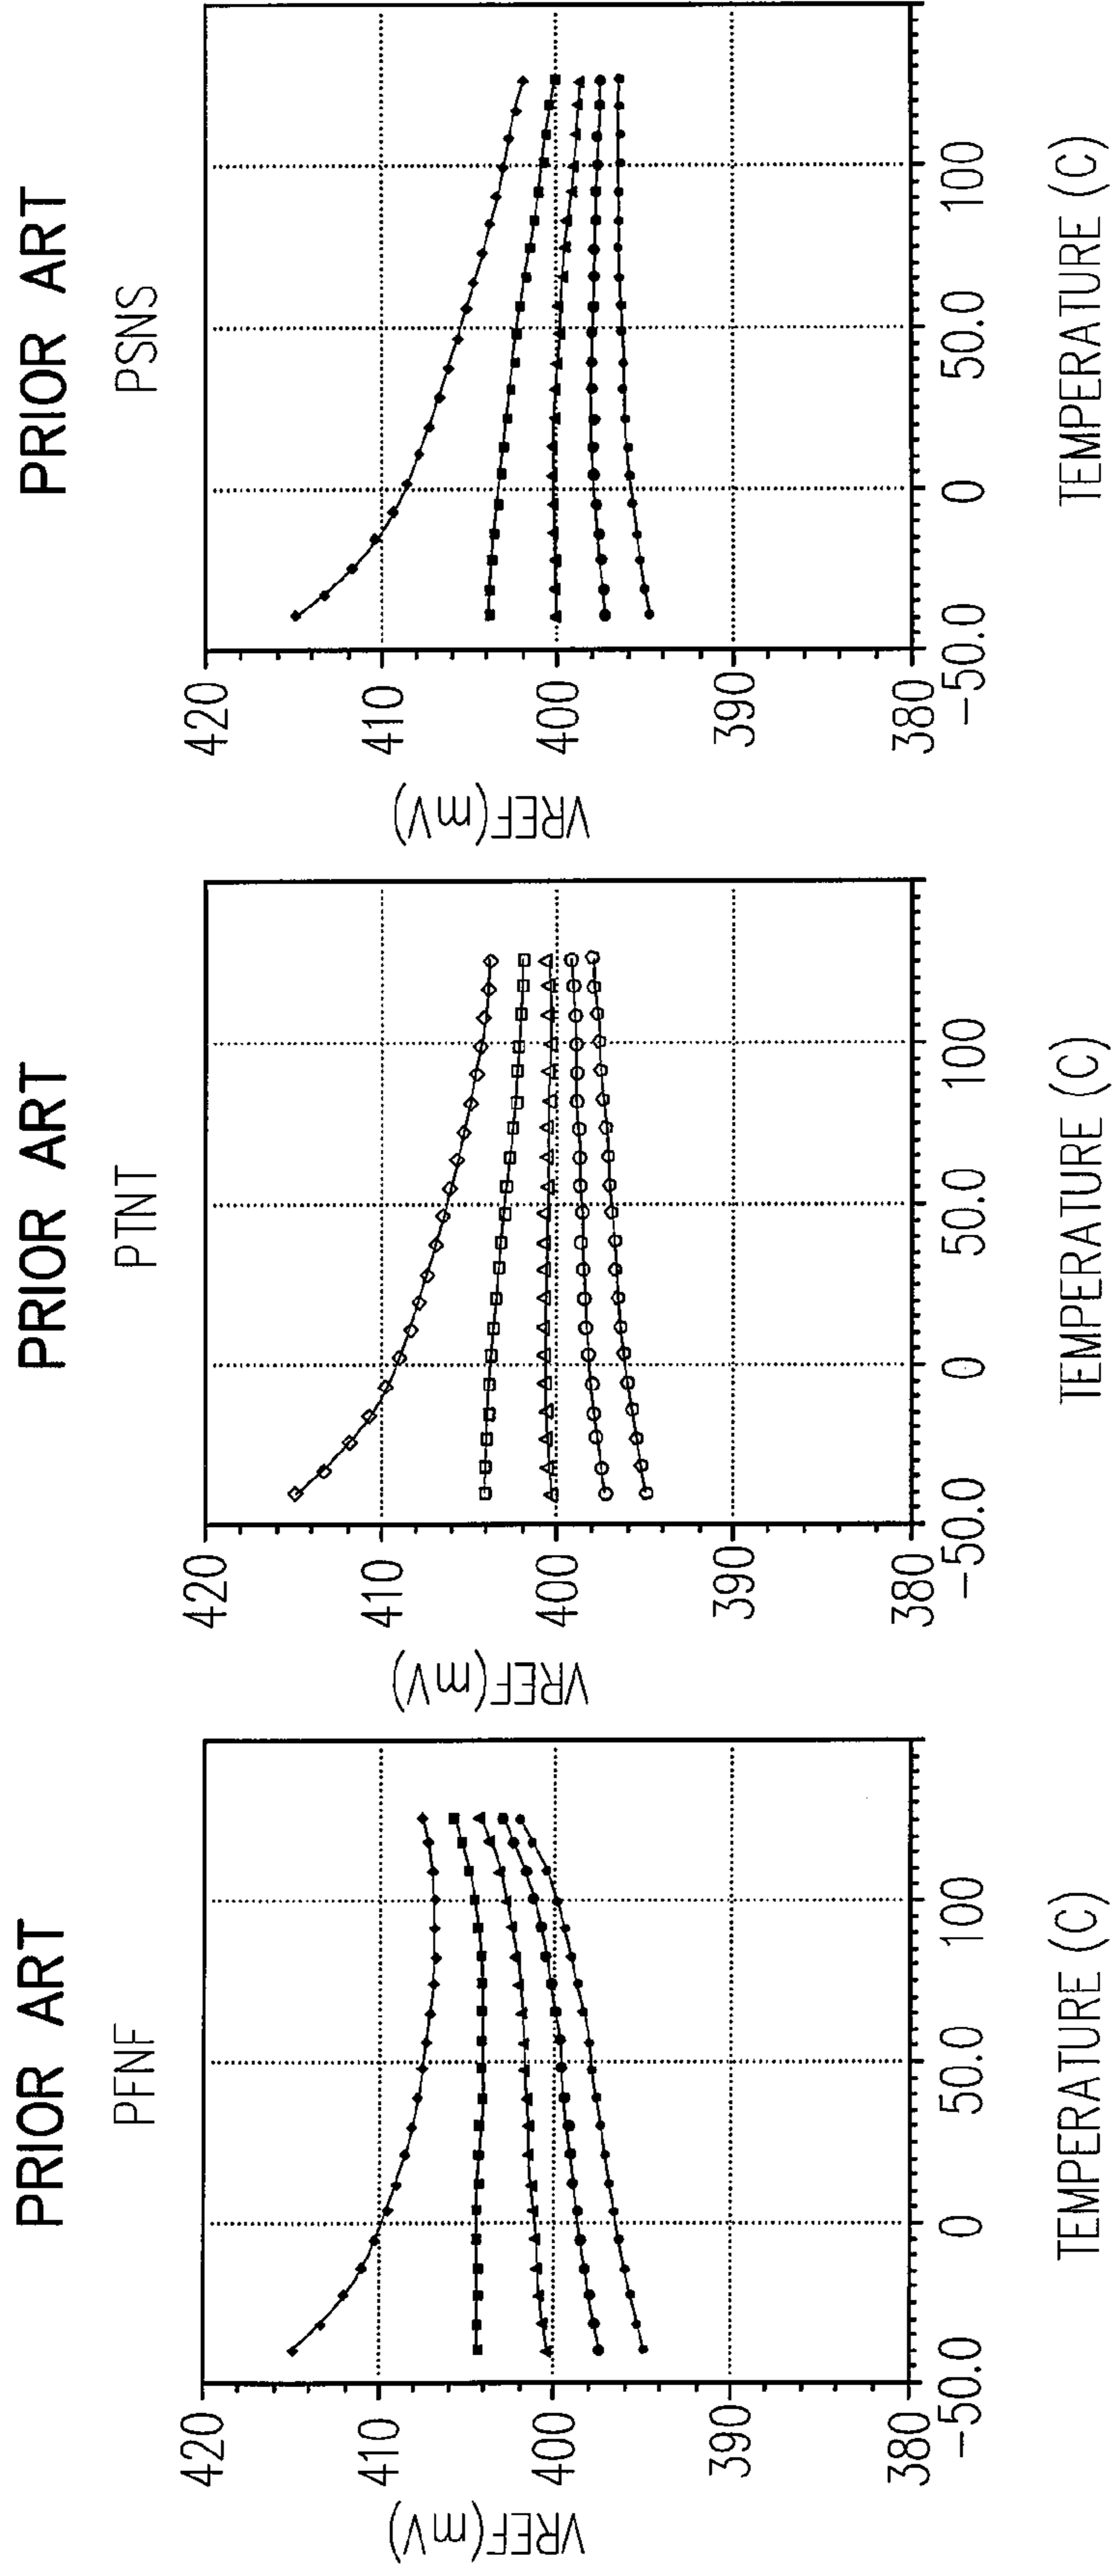 PRIOR ART
PFNF
VREF(mV)
420
410
400
390
380
-50.0
0
50.0
100
TEMPERATURE (C)
PRIOR ART
PTNT
VREF(mV)
420
410
400
390
380
-50.0
0
50.0
100
TEMPERATURE (C)
PRIOR ART
PSNS
VREF(mV)
420
410
400
390
380
-50.0
0
50.0
100
TEMPERATURE (C)